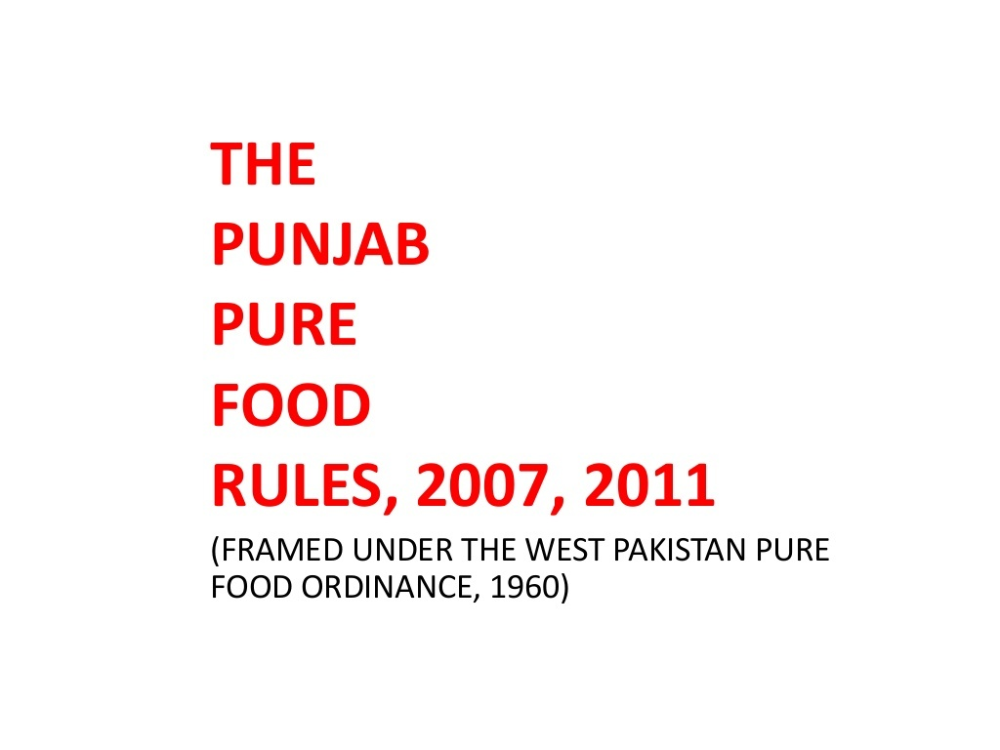 THE
PUNJAB
PURE
FOOD
RULES, 2007, 2011
(FRAMED UNDER THE WEST PAKISTAN PURE
FOOD ORDINANCE, 1960)